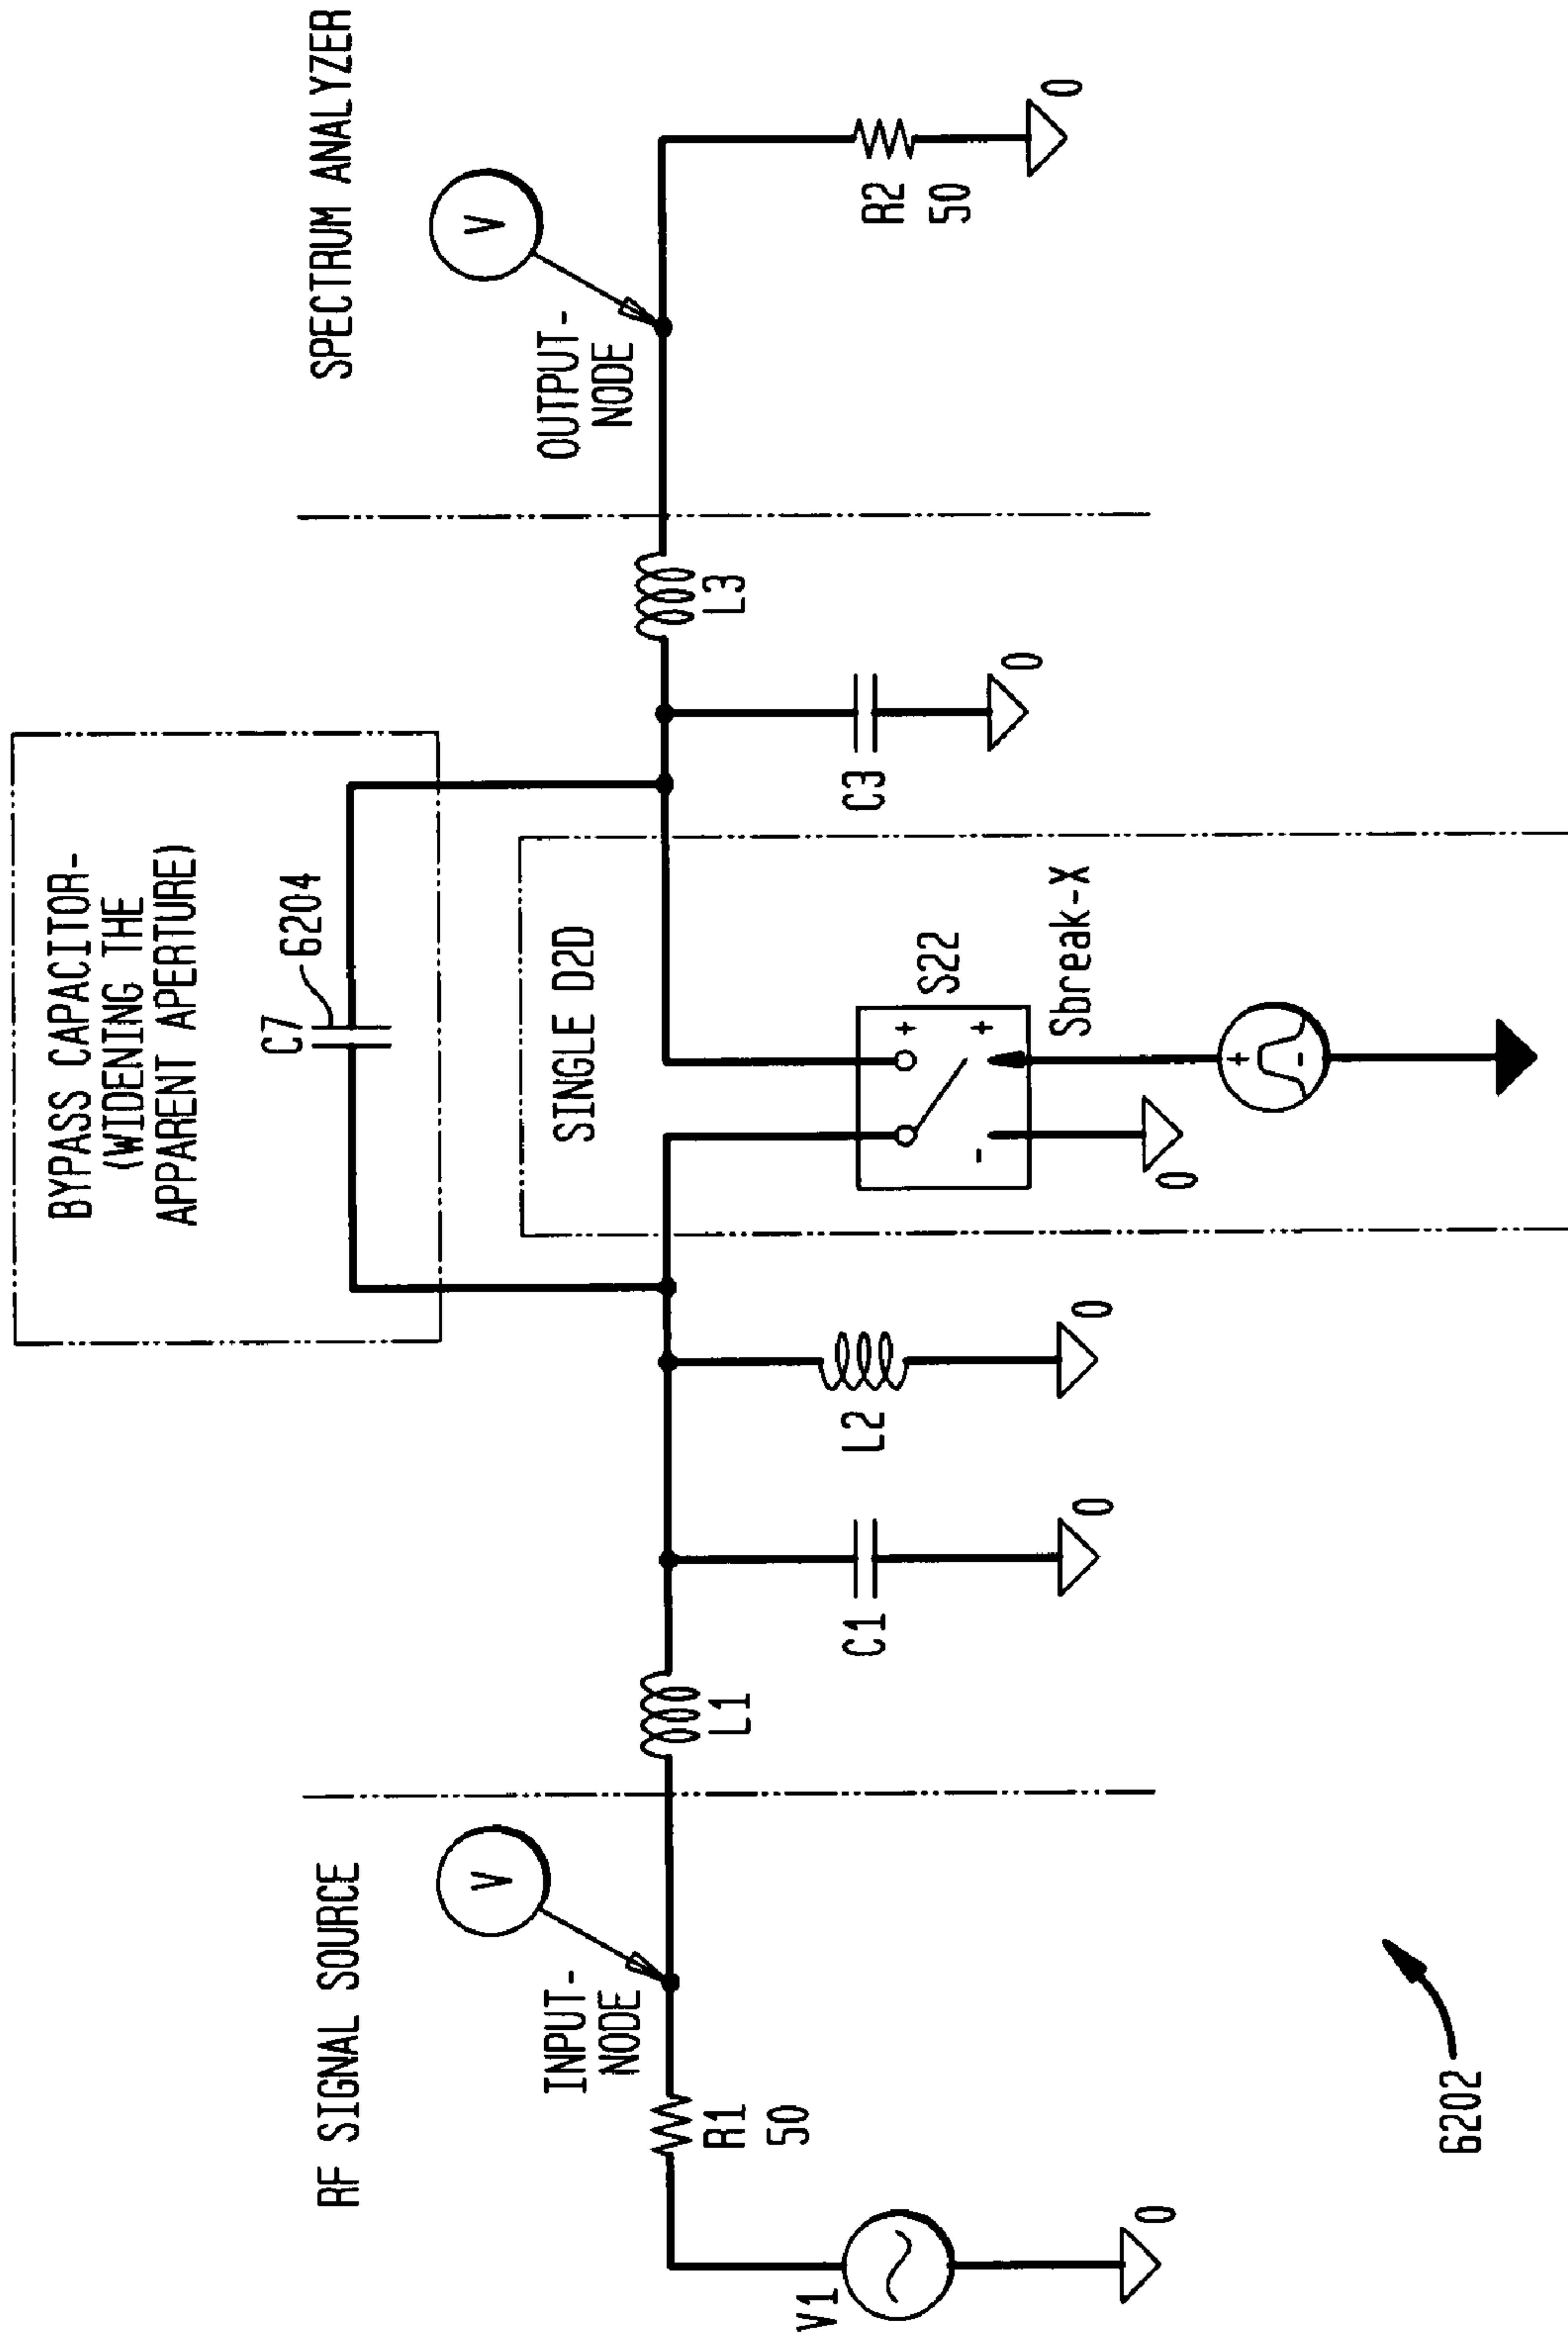 RF SIGNAL SOURCE
SPECTRUM ANALYZER
BYPASS CAPACITOR-
(WIDENING THE
APPARENT APERTURE)
C7
6204
INPUT-
NODE
V
OUTPUT-
NODE
V
SINGLE D2D
V1
0
R1
50
L1
C1
0
L2
0
S22
+
-
+
Sbreak-X
0
+
-
C3
0
L3
R2
50
0
6202